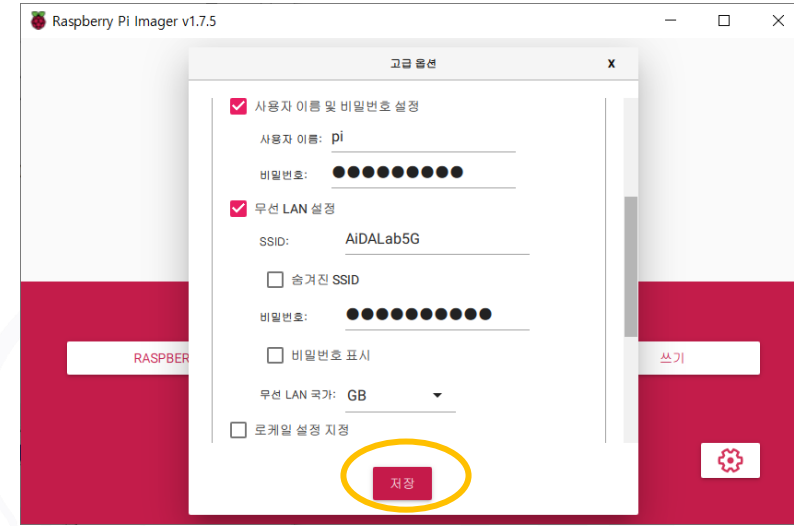 Raspberry Pi Imager v1.7.5
고급 옵션 X
사용자 이름 및 비밀번호 설정
사용자 이름: pi
비밀번호: ●●●●●●●●●
무선 LAN 설정
SSID: AiDALab5G
숨겨진 SSID
비밀번호: ●●●●●●●●●●
비밀번호 표시
RASPBER
쓰기
무선 LAN 국가: GB
로케일 설정 지정
저장